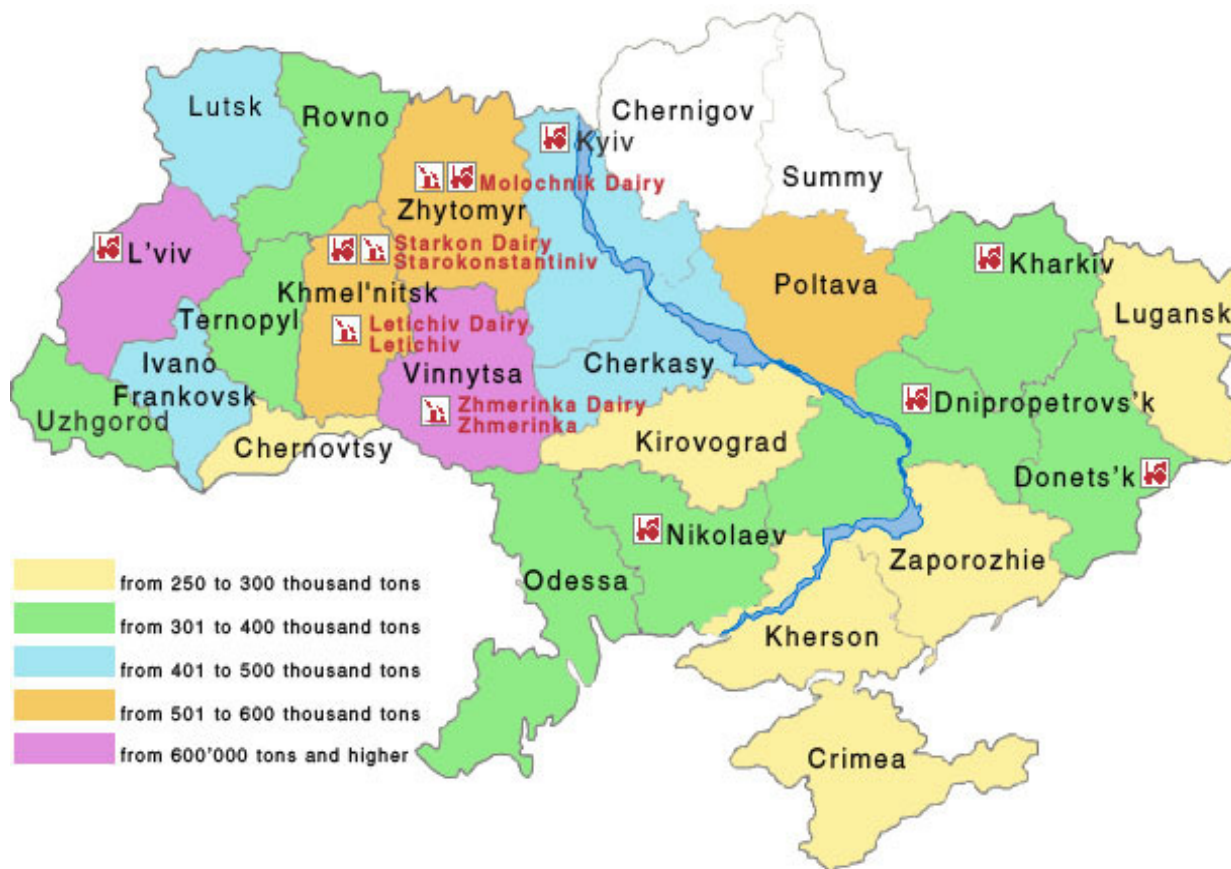 Lutsk
Rovno
Chernigov
Kyiv
Summy
Molochnik Dairy
Zhytomyr
L'viv
Starkon Dairy
Starokonstantiniv
Kharkiv
Khmel'nitsk
Poltava
Ternopyl
Lugansk
Letichiv Dairy
Letichiv
Ivano
Frankovsk
Vinnytsa
Cherkasy
Uzhgorod
Zhmerinka Dairy
Zhmerinka
Dnipropetrovs'k
Chernovtsy
Kirovograd
Donets'k
Nikolaev
Zaporozhie
Odessa
Kherson
Crimea
from 250 to 300 thousand tons
from 301 to 400 thousand tons
from 401 to 500 thousand tons
from 501 to 600 thousand tons
from 600'000 tons and higher